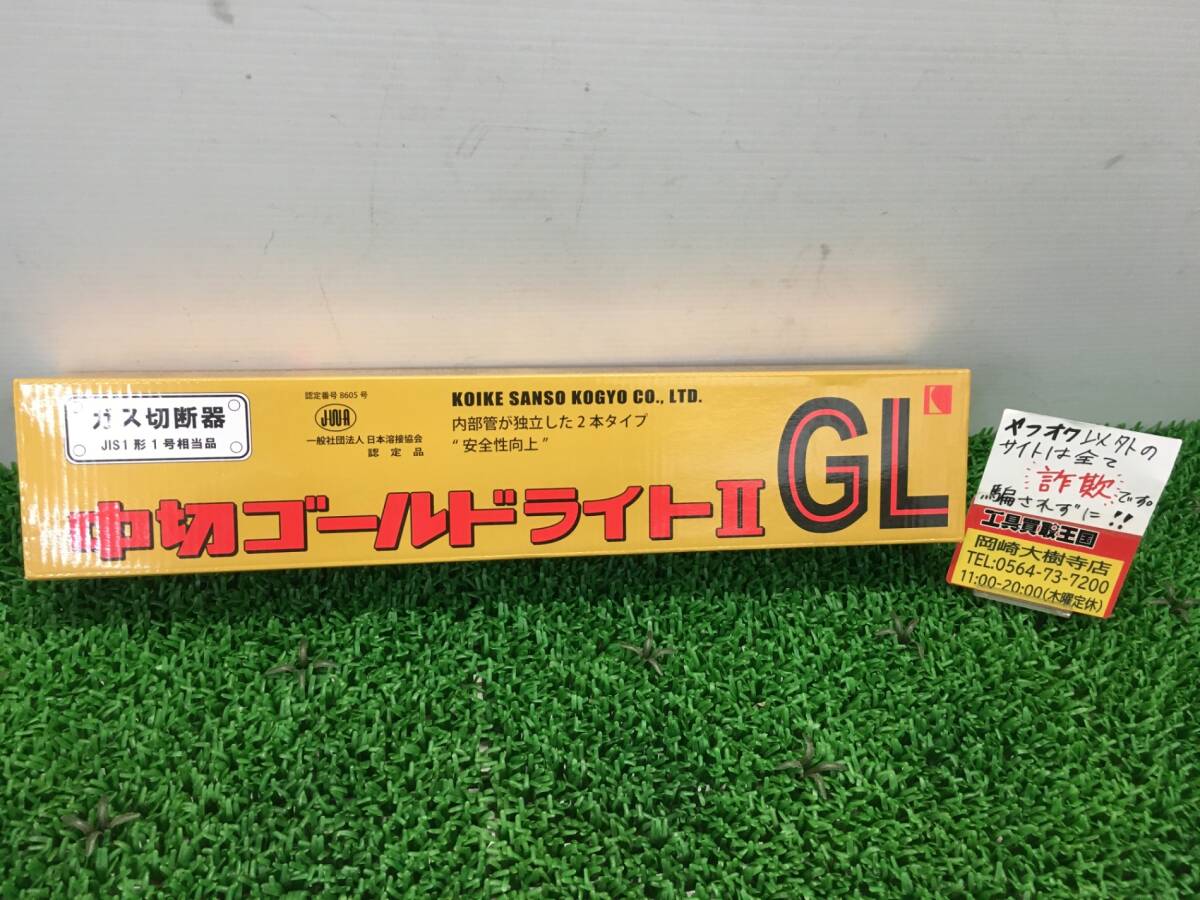 ガス切断器
JIS1形1号相当品
認定番号 8605 号
JWA
一般社団法人 日本溶接協会
認定品
KOIKE SANSO KOGYO CO., LTD.
内部管が独立した2本タイプ
“安全性向上”
中切ゴールドライトⅡ
GL
ヤフオク以外の
サイトは全て
詐欺です。
騙されずに!!
工具買取王国
岡崎大樹寺店
TEL:0564-73-7200
11:00-20:00(木曜定休)